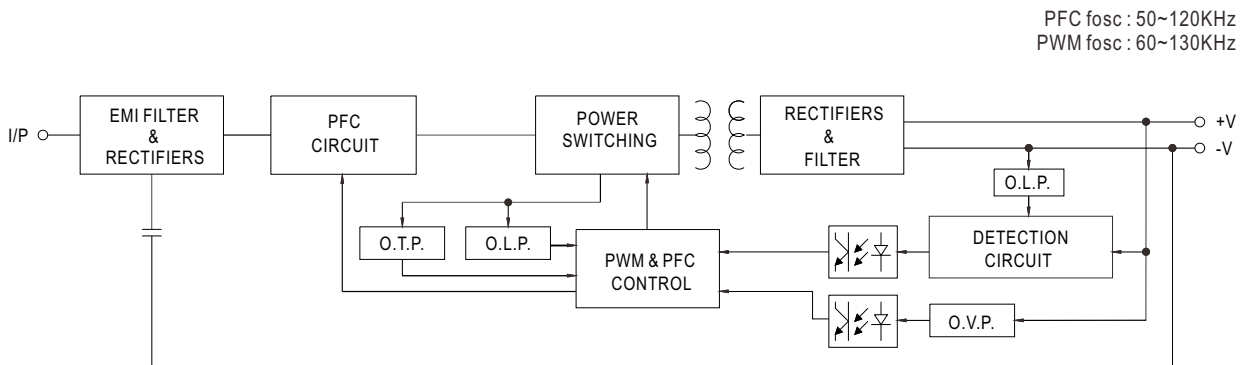 PFC fosc : 50~120KHz
PWM fosc : 60~130KHz
I/P
EMI FILTER
&
RECTIFIERS
PFC
CIRCUIT
POWER
SWITCHING
RECTIFIERS
&
FILTER
+V
-V
O.L.P.
O.T.P.
O.L.P.
PWM & PFC
CONTROL
DETECTION
CIRCUIT
O.V.P.